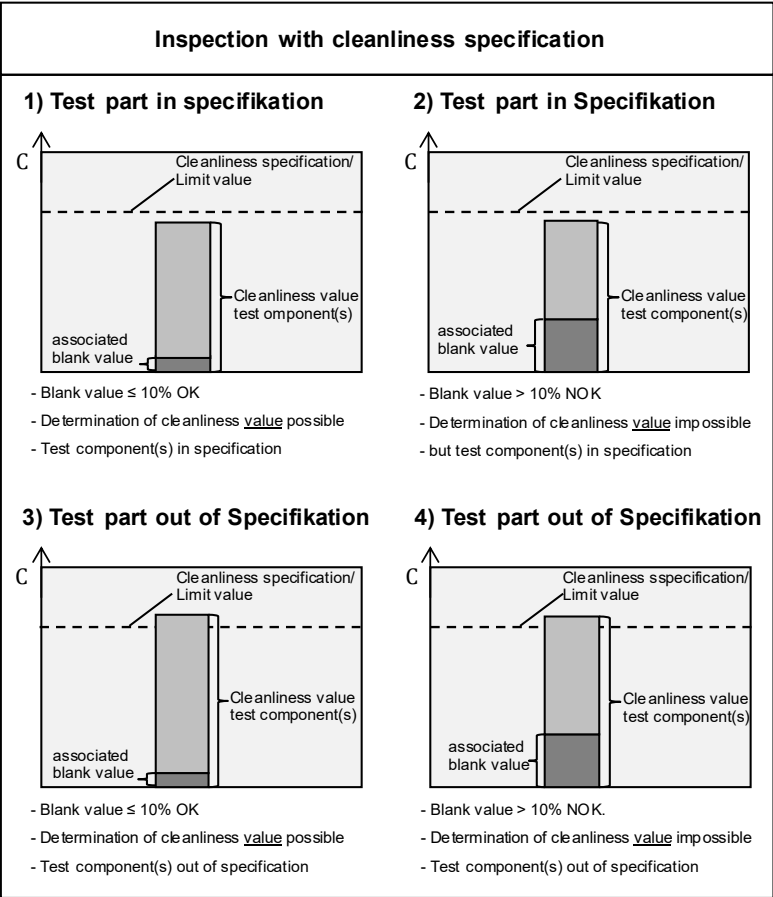 Inspection with cleanliness specification
1) Test part in specifikation
C
Cleanliness specification/
Limit value
Cleanliness value
test omponent(s)
associated
blank value
- Blank value ≤ 10% OK
- Determination of cleanliness value possible
- Test component(s) in specification
2) Test part in Specifikation
C
Cleanliness specification/
Limit value
Cleanliness value
test component(s)
associated
blank value
- Blank value > 10% NOK
- Determination of cleanliness value impossible
- but test component(s) in specification
3) Test part out of Specifikation
C
Cleanliness specification/
Limit value
Cleanliness value
test component(s)
associated
blank value
- Blank value ≤ 10% OK
- Determination of cleanliness value possible
- Test component(s) out of specification
4) Test part out of Specifikation
C
Cleanliness sspecification/
Limit value
Cleanliness value
test component(s)
associated
blank value
- Blank value > 10% NOK.
- Determination of cleanliness value impossible
- Test component(s) out of specification